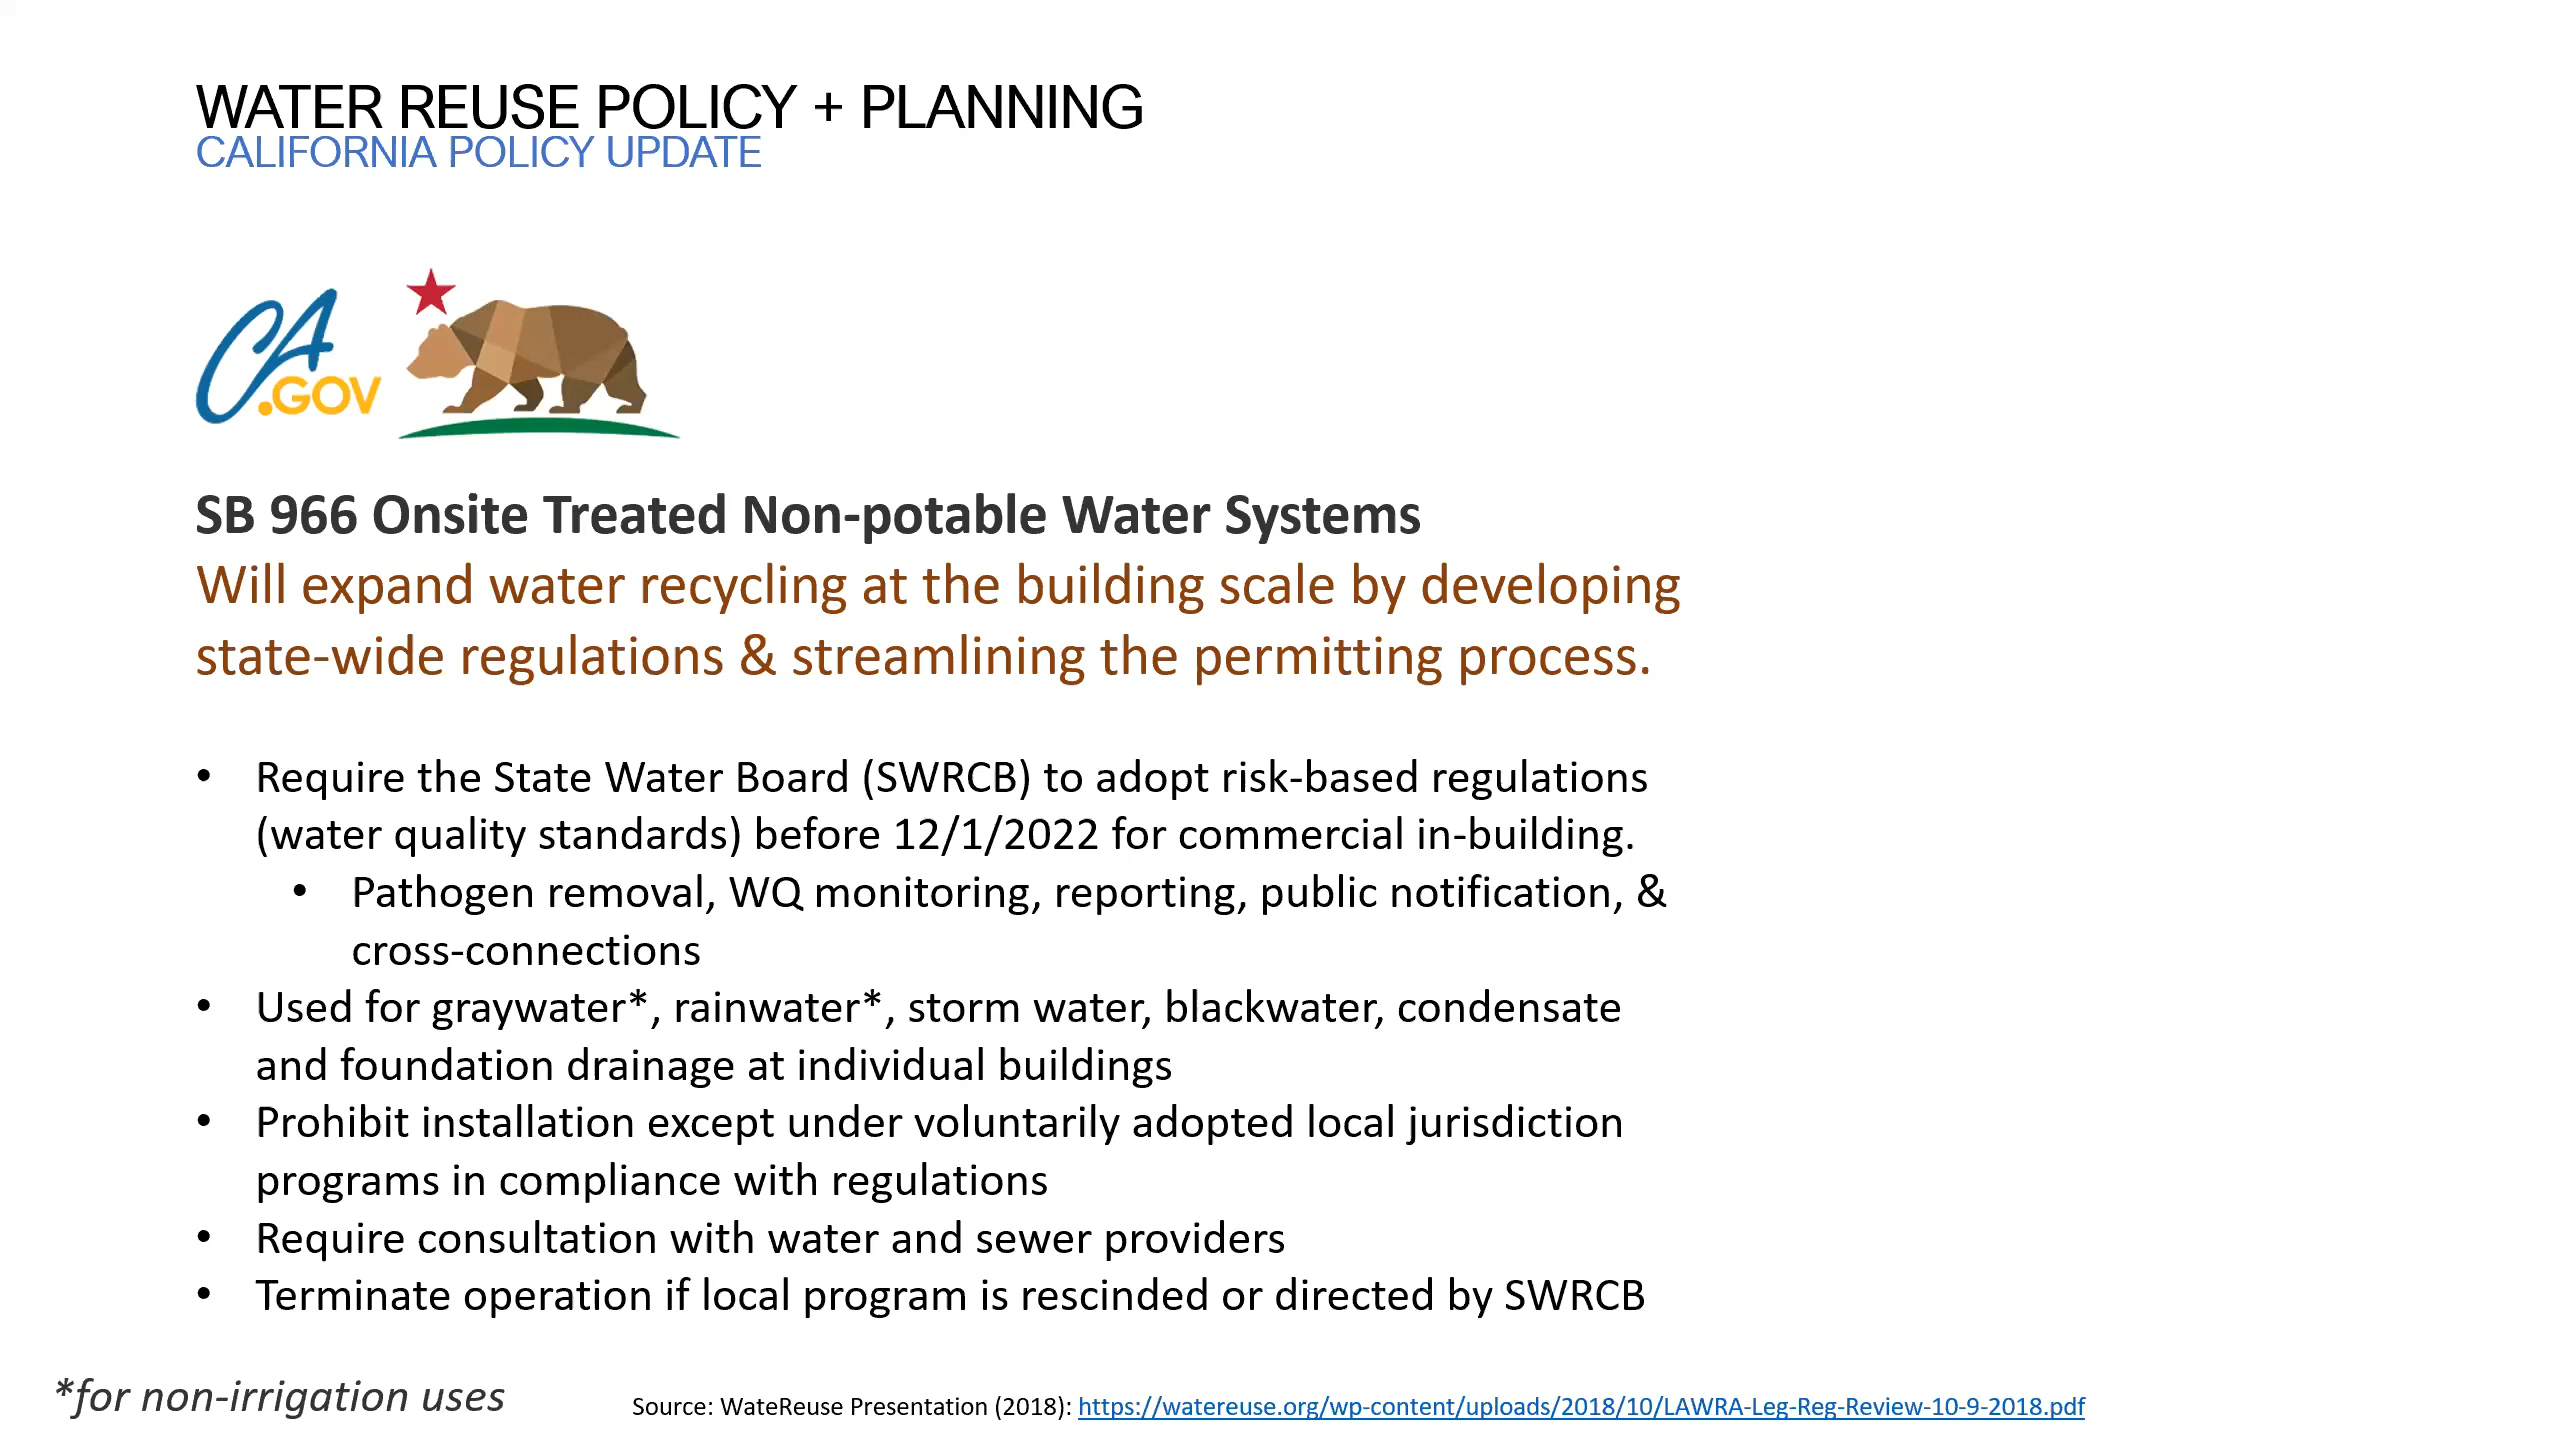 WATER REUSE POLICY + PLANNING
CALIFORNIA POLICY UPDATE
CA
.GOV
SB 966 Onsite Treated Non-potable Water Systems
Will expand water recycling at the building scale by developing
state-wide regulations & streamlining the permitting process.
• Require the State Water Board (SWRCB) to adopt risk-based regulations
(water quality standards) before 12/1/2022 for commercial in-building.
• Pathogen removal, WQ monitoring, reporting, public notification, &
cross-connections
• Used for graywater*, rainwater*, storm water, blackwater, condensate
and foundation drainage at individual buildings
• Prohibit installation except under voluntarily adopted local jurisdiction
programs in compliance with regulations
• Require consultation with water and sewer providers
• Terminate operation if local program is rescinded or directed by SWRCB
*for non-irrigation uses
Source: WateReuse Presentation (2018): https://watereuse.org/wp-content/uploads/2018/10/LAWRA-Leg-Reg-Review-10-9-2018.pdf